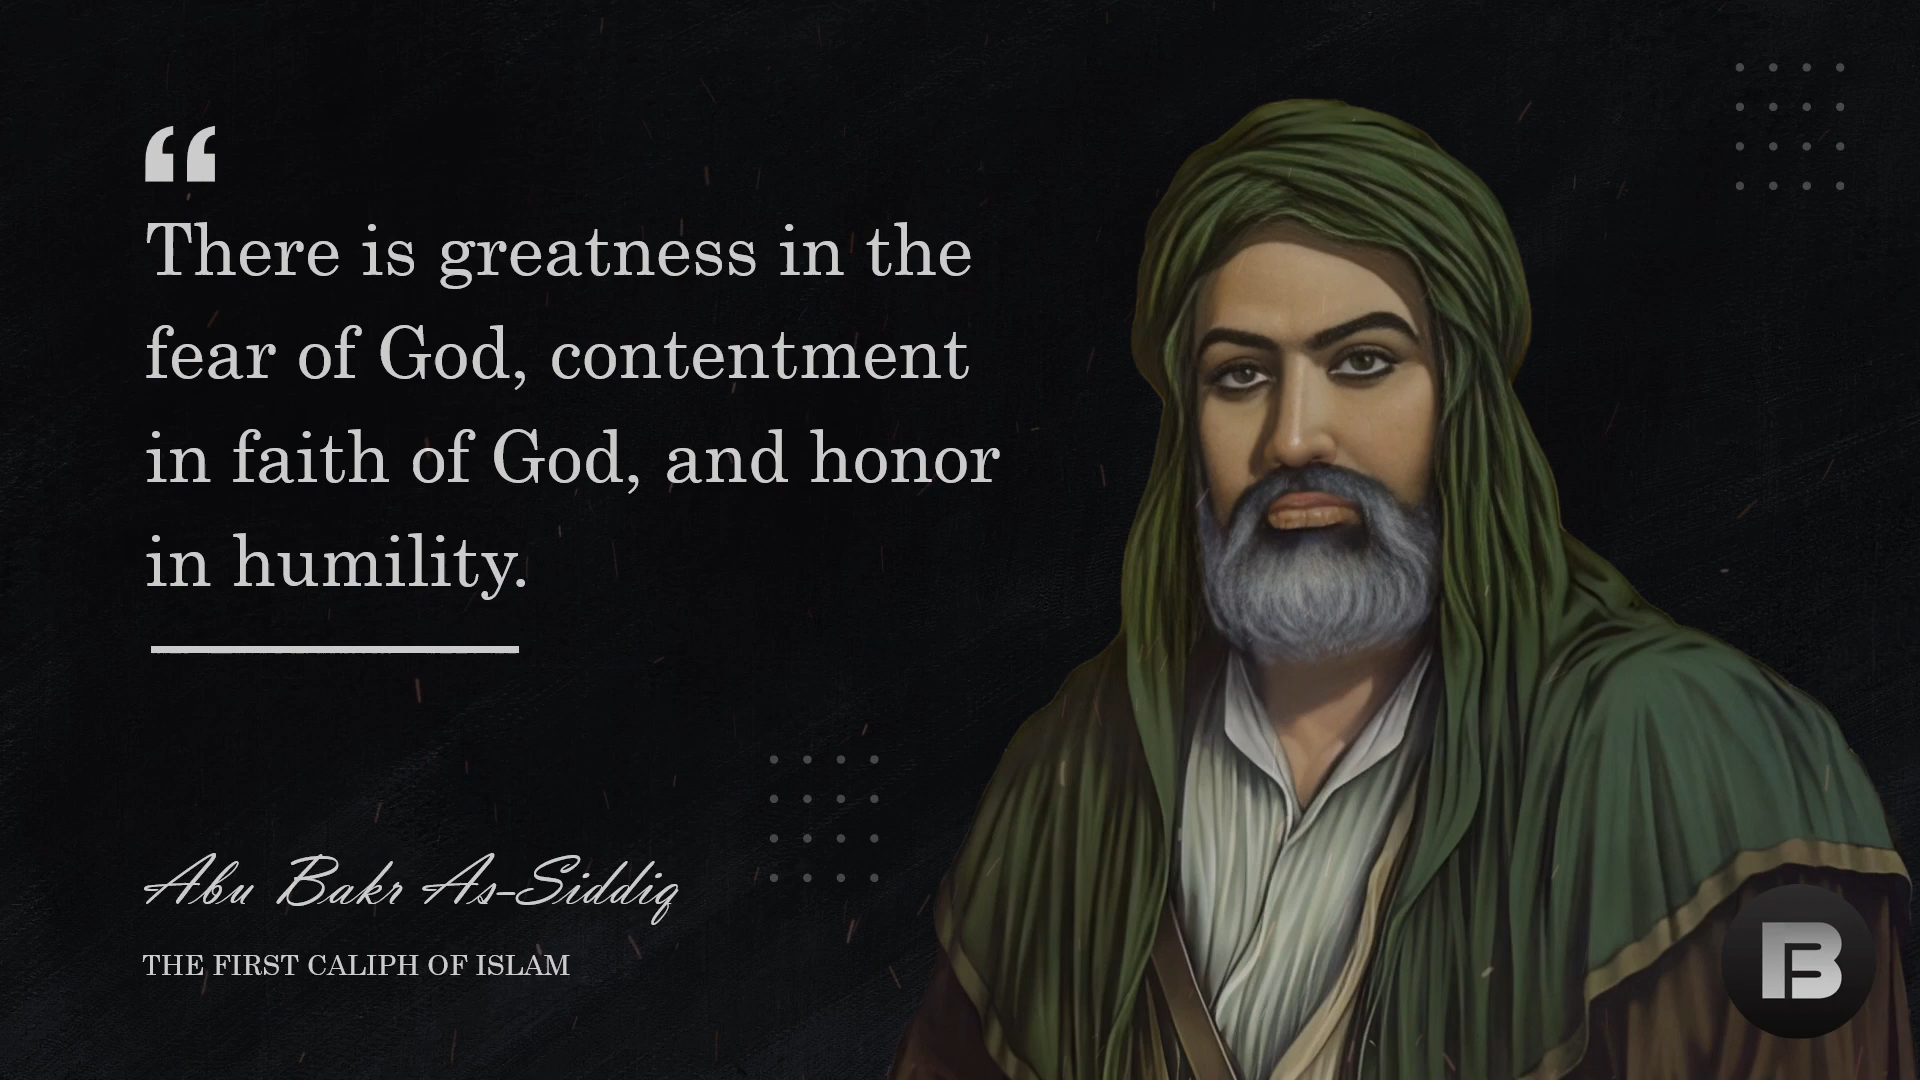 “
There is greatness in the
fear of God, contentment
in faith of God, and honor
in humility.
Abu Bakr As-Siddiq
THE FIRST CALIPH OF ISLAM
B